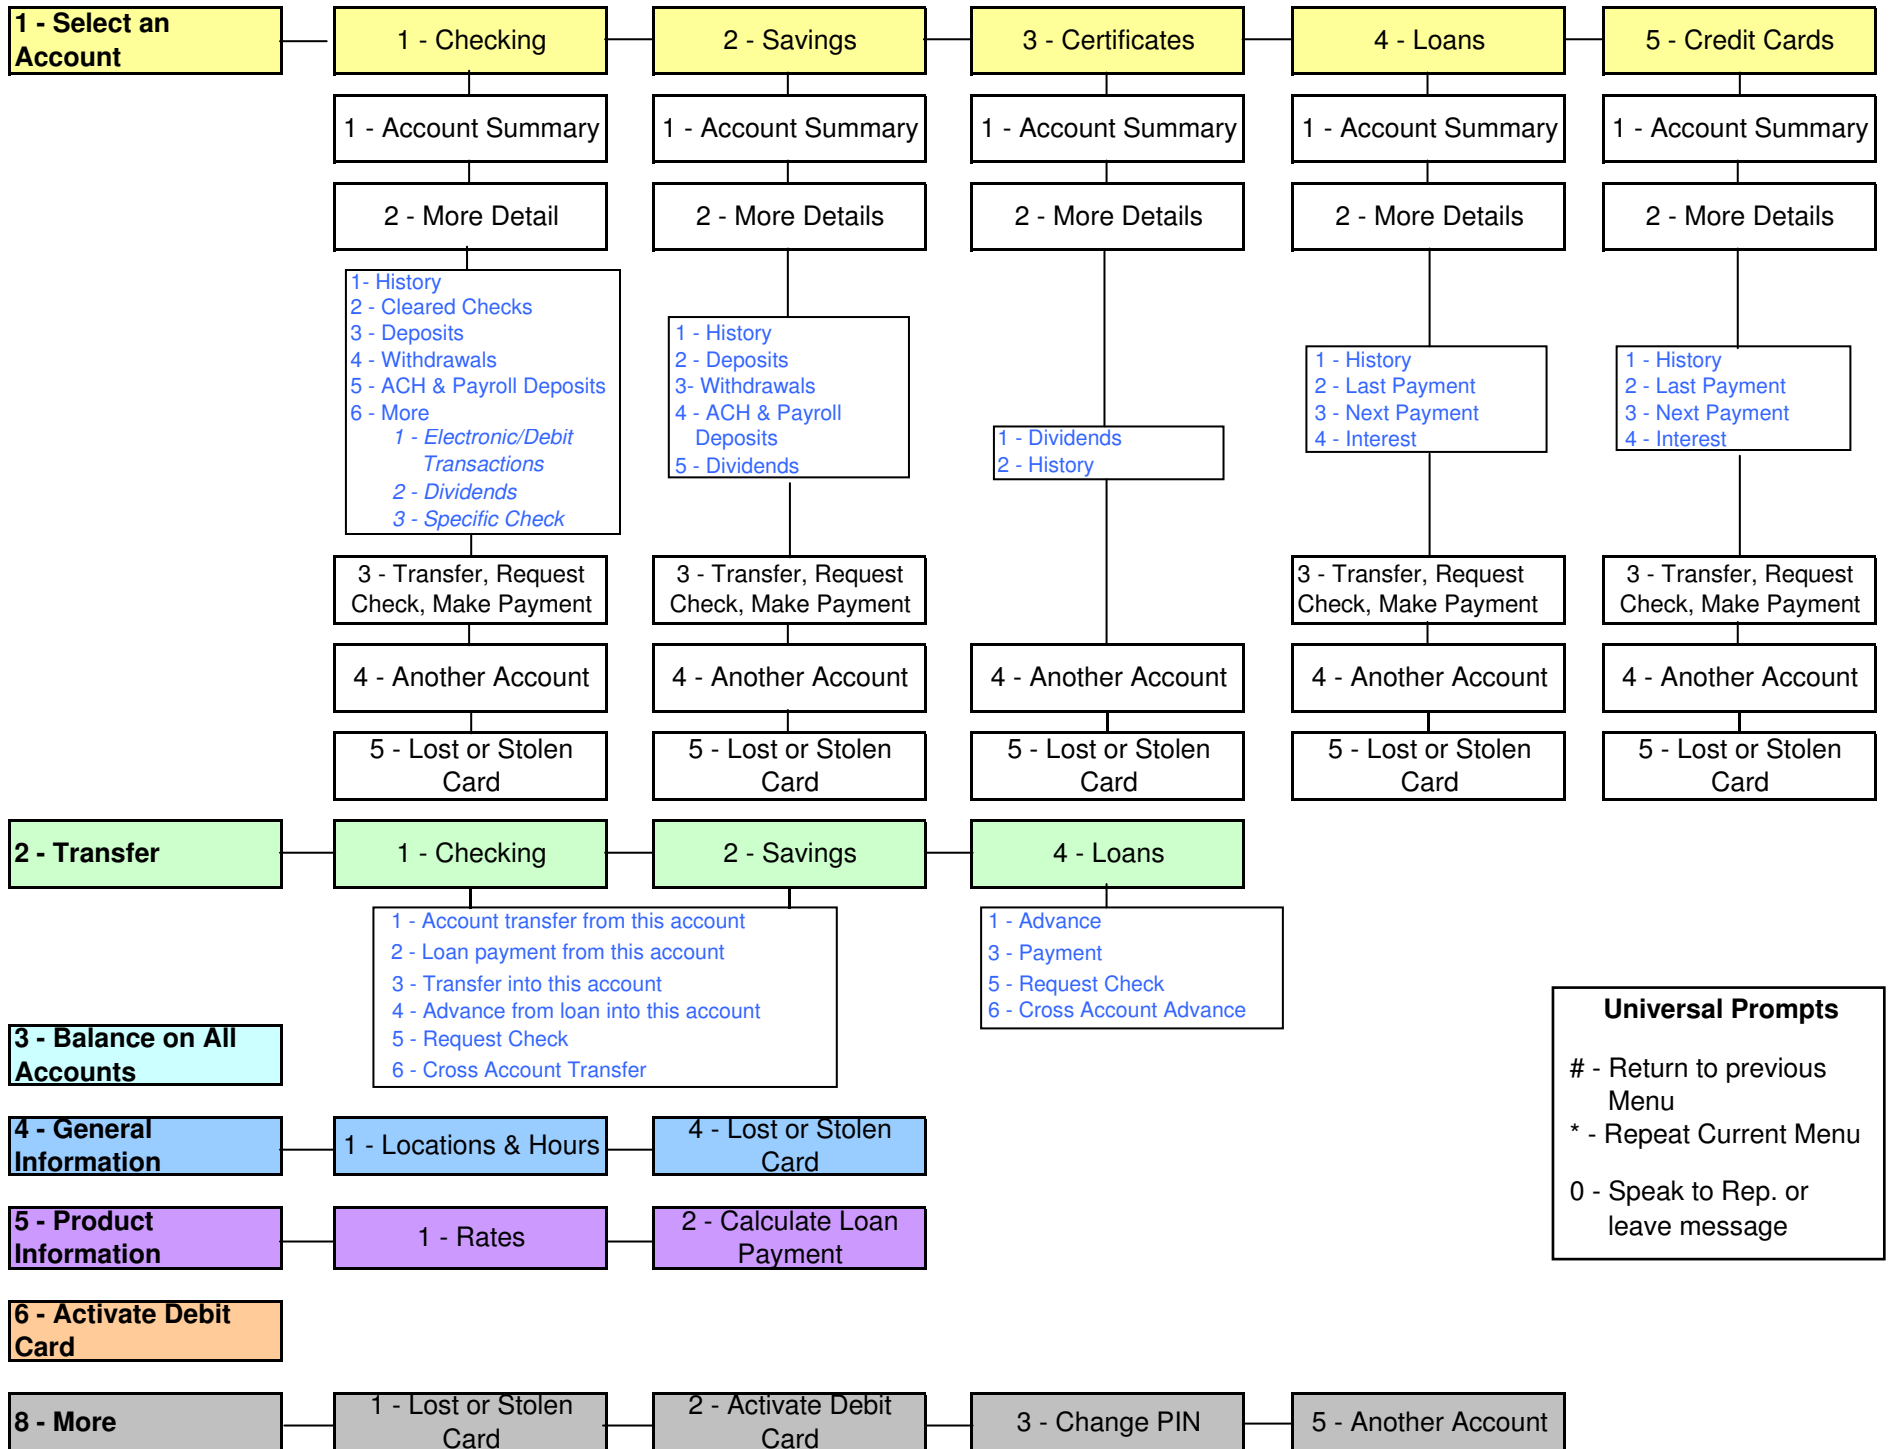 1 - Select an
Account
1 - Checking
2 - Savings
3 - Certificates
4 - Loans
5 - Credit Cards
1 - Account Summary
1 - Account Summary
1 - Account Summary
1 - Account Summary
1 - Account Summary
2 - More Detail
2 - More Details
2 - More Details
2 - More Details
2 - More Details
1- History
2 - Cleared Checks
3 - Deposits
4 - Withdrawals
5 - ACH & Payroll Deposits
6 - More
1 - Electronic/Debit
Transactions
2 - Dividends
3 - Specific Check
1 - History
2 - Deposits
3- Withdrawals
4 - ACH & Payroll
Deposits
5 - Dividends
1 - Dividends
2 - History
1 - History
2 - Last Payment
3 - Next Payment
4 - Interest
1 - History
2 - Last Payment
3 - Next Payment
4 - Interest
3 - Transfer, Request
Check, Make Payment
3 - Transfer, Request
Check, Make Payment
3 - Transfer, Request
Check, Make Payment
3 - Transfer, Request
Check, Make Payment
4 - Another Account
4 - Another Account
4 - Another Account
4 - Another Account
4 - Another Account
5 - Lost or Stolen
Card
5 - Lost or Stolen
Card
5 - Lost or Stolen
Card
5 - Lost or Stolen
Card
5 - Lost or Stolen
Card
2 - Transfer
1 - Checking
2 - Savings
4 - Loans
1 - Account transfer from this account
2 - Loan payment from this account
3 - Transfer into this account
4 - Advance from loan into this account
5 - Request Check
6 - Cross Account Transfer
1 - Advance
3 - Payment
5 - Request Check
6 - Cross Account Advance
3 - Balance on All
Accounts
Universal Prompts
# - Return to previous
Menu
* - Repeat Current Menu
0 - Speak to Rep. or
leave message
4 - General
Information
1 - Locations & Hours
4 - Lost or Stolen
Card
5 - Product
Information
1 - Rates
2 - Calculate Loan
Payment
6 - Activate Debit
Card
8 - More
1 - Lost or Stolen
Card
2 - Activate Debit
Card
3 - Change PIN
5 - Another Account